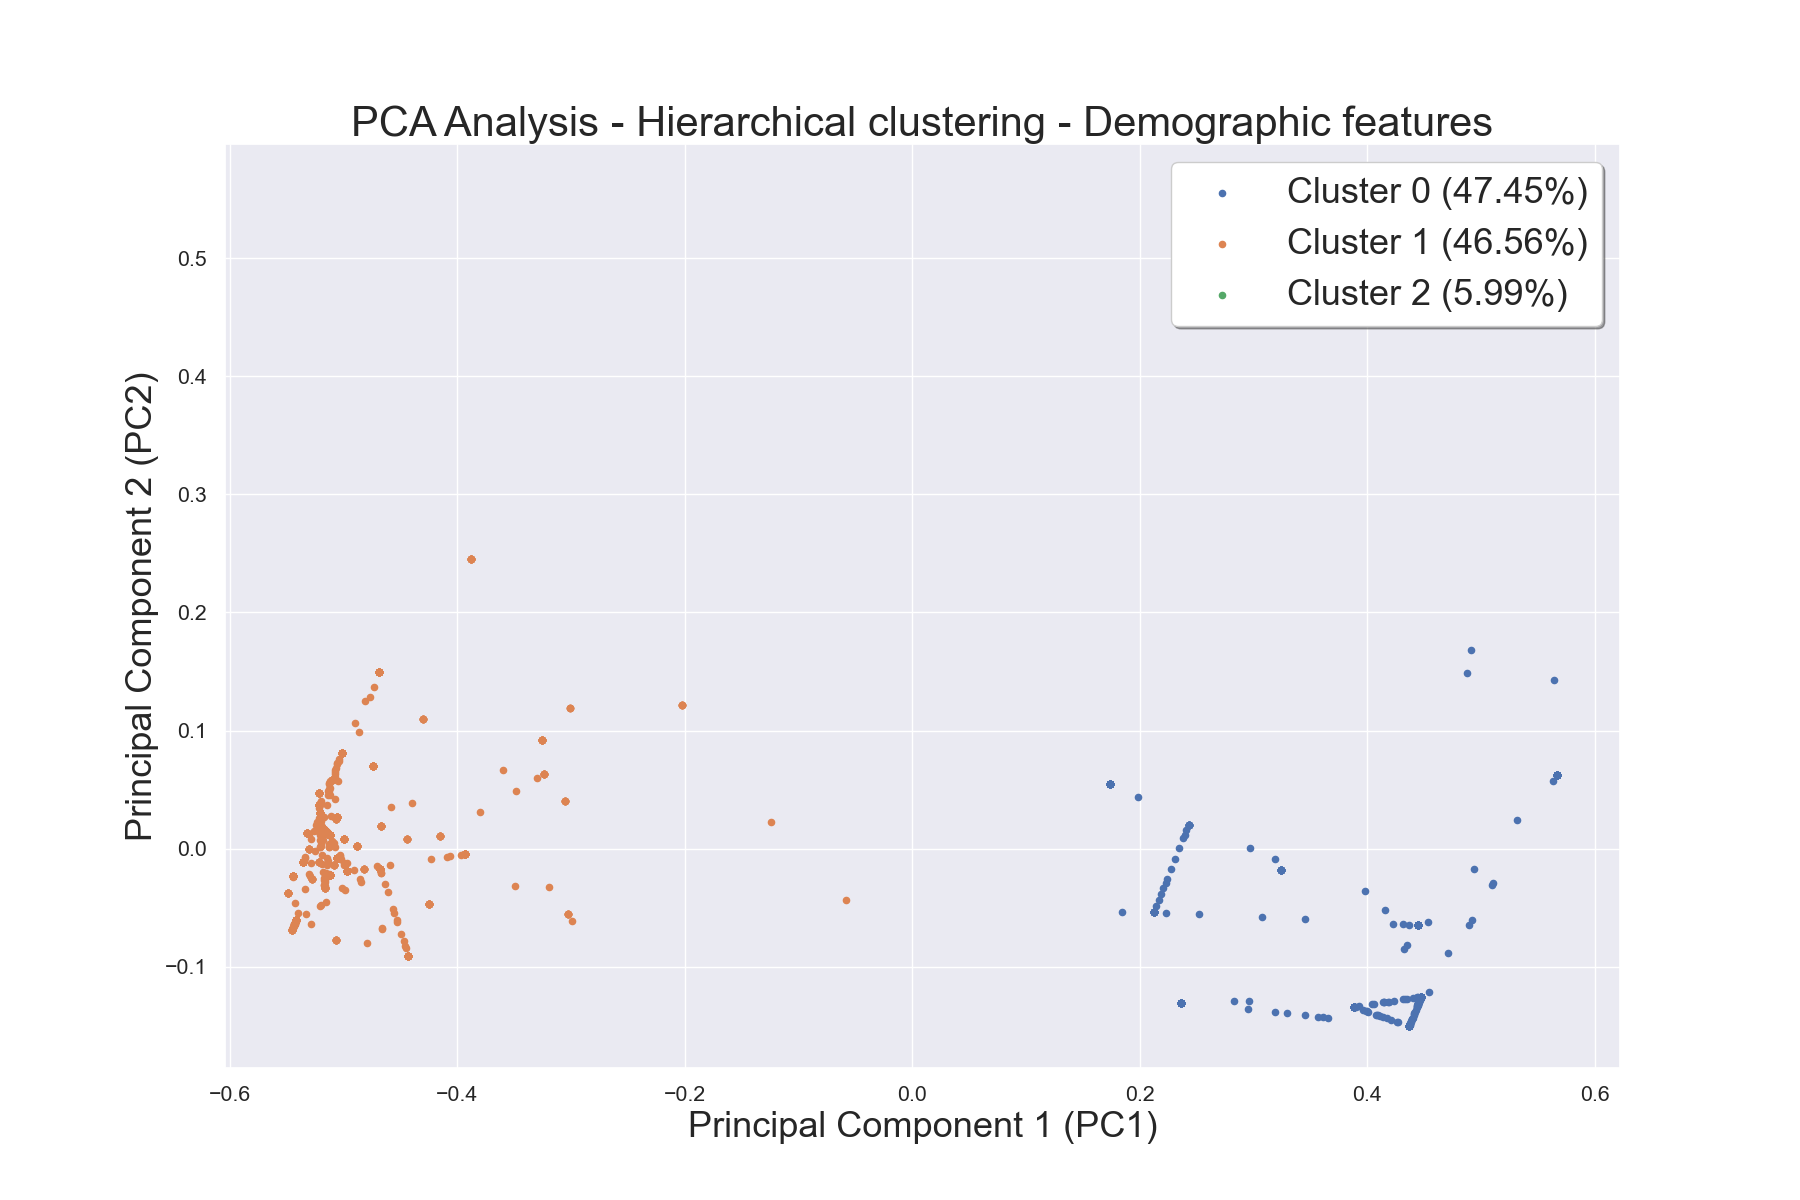 PCA Analysis - Hierarchical clustering - Demographic features
Cluster 0 (47.45%)
Cluster 1 (46.56%)
Cluster 2 (5.99%)
Principal Component 2 (PC2)
0.5
0.4
0.3
0.2
0.1
0.0
−0.1
−0.6
−0.4
−0.2
0.0
0.2
0.4
0.6
Principal Component 1 (PC1)